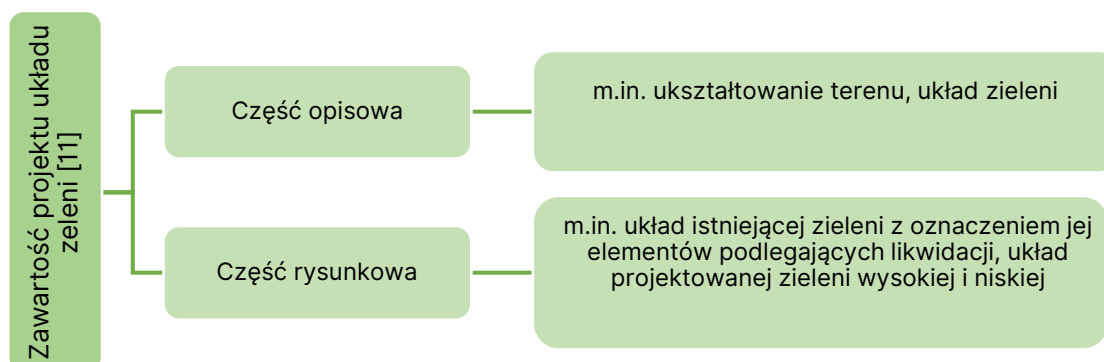 Zawartość projektu układu
zeleni [11]
Część opisowa
m.in. ukształtowanie terenu, układ zieleni
Część rysunkowa
m.in. układ istniejącej zieleni z oznaczeniem jej
elementów podlegających likwidacji, układ
projektowanej zieleni wysokiej i niskiej